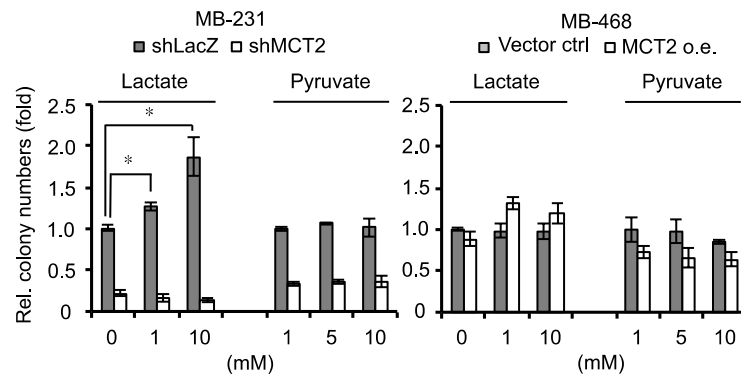 MB-231
shLacZ shMCT2
Lactate Pyruvate
Rel. colony numbers (fold)
2.5
2.0
1.5
1.0
0.5
0
* *
0 1 10 1 5 10
(mM)
MB-468
Vector ctrl MCT2 o.e.
Lactate Pyruvate
2.5
2.0
1.5
1.0
0.5
0
0 1 10 1 5 10
(mM)